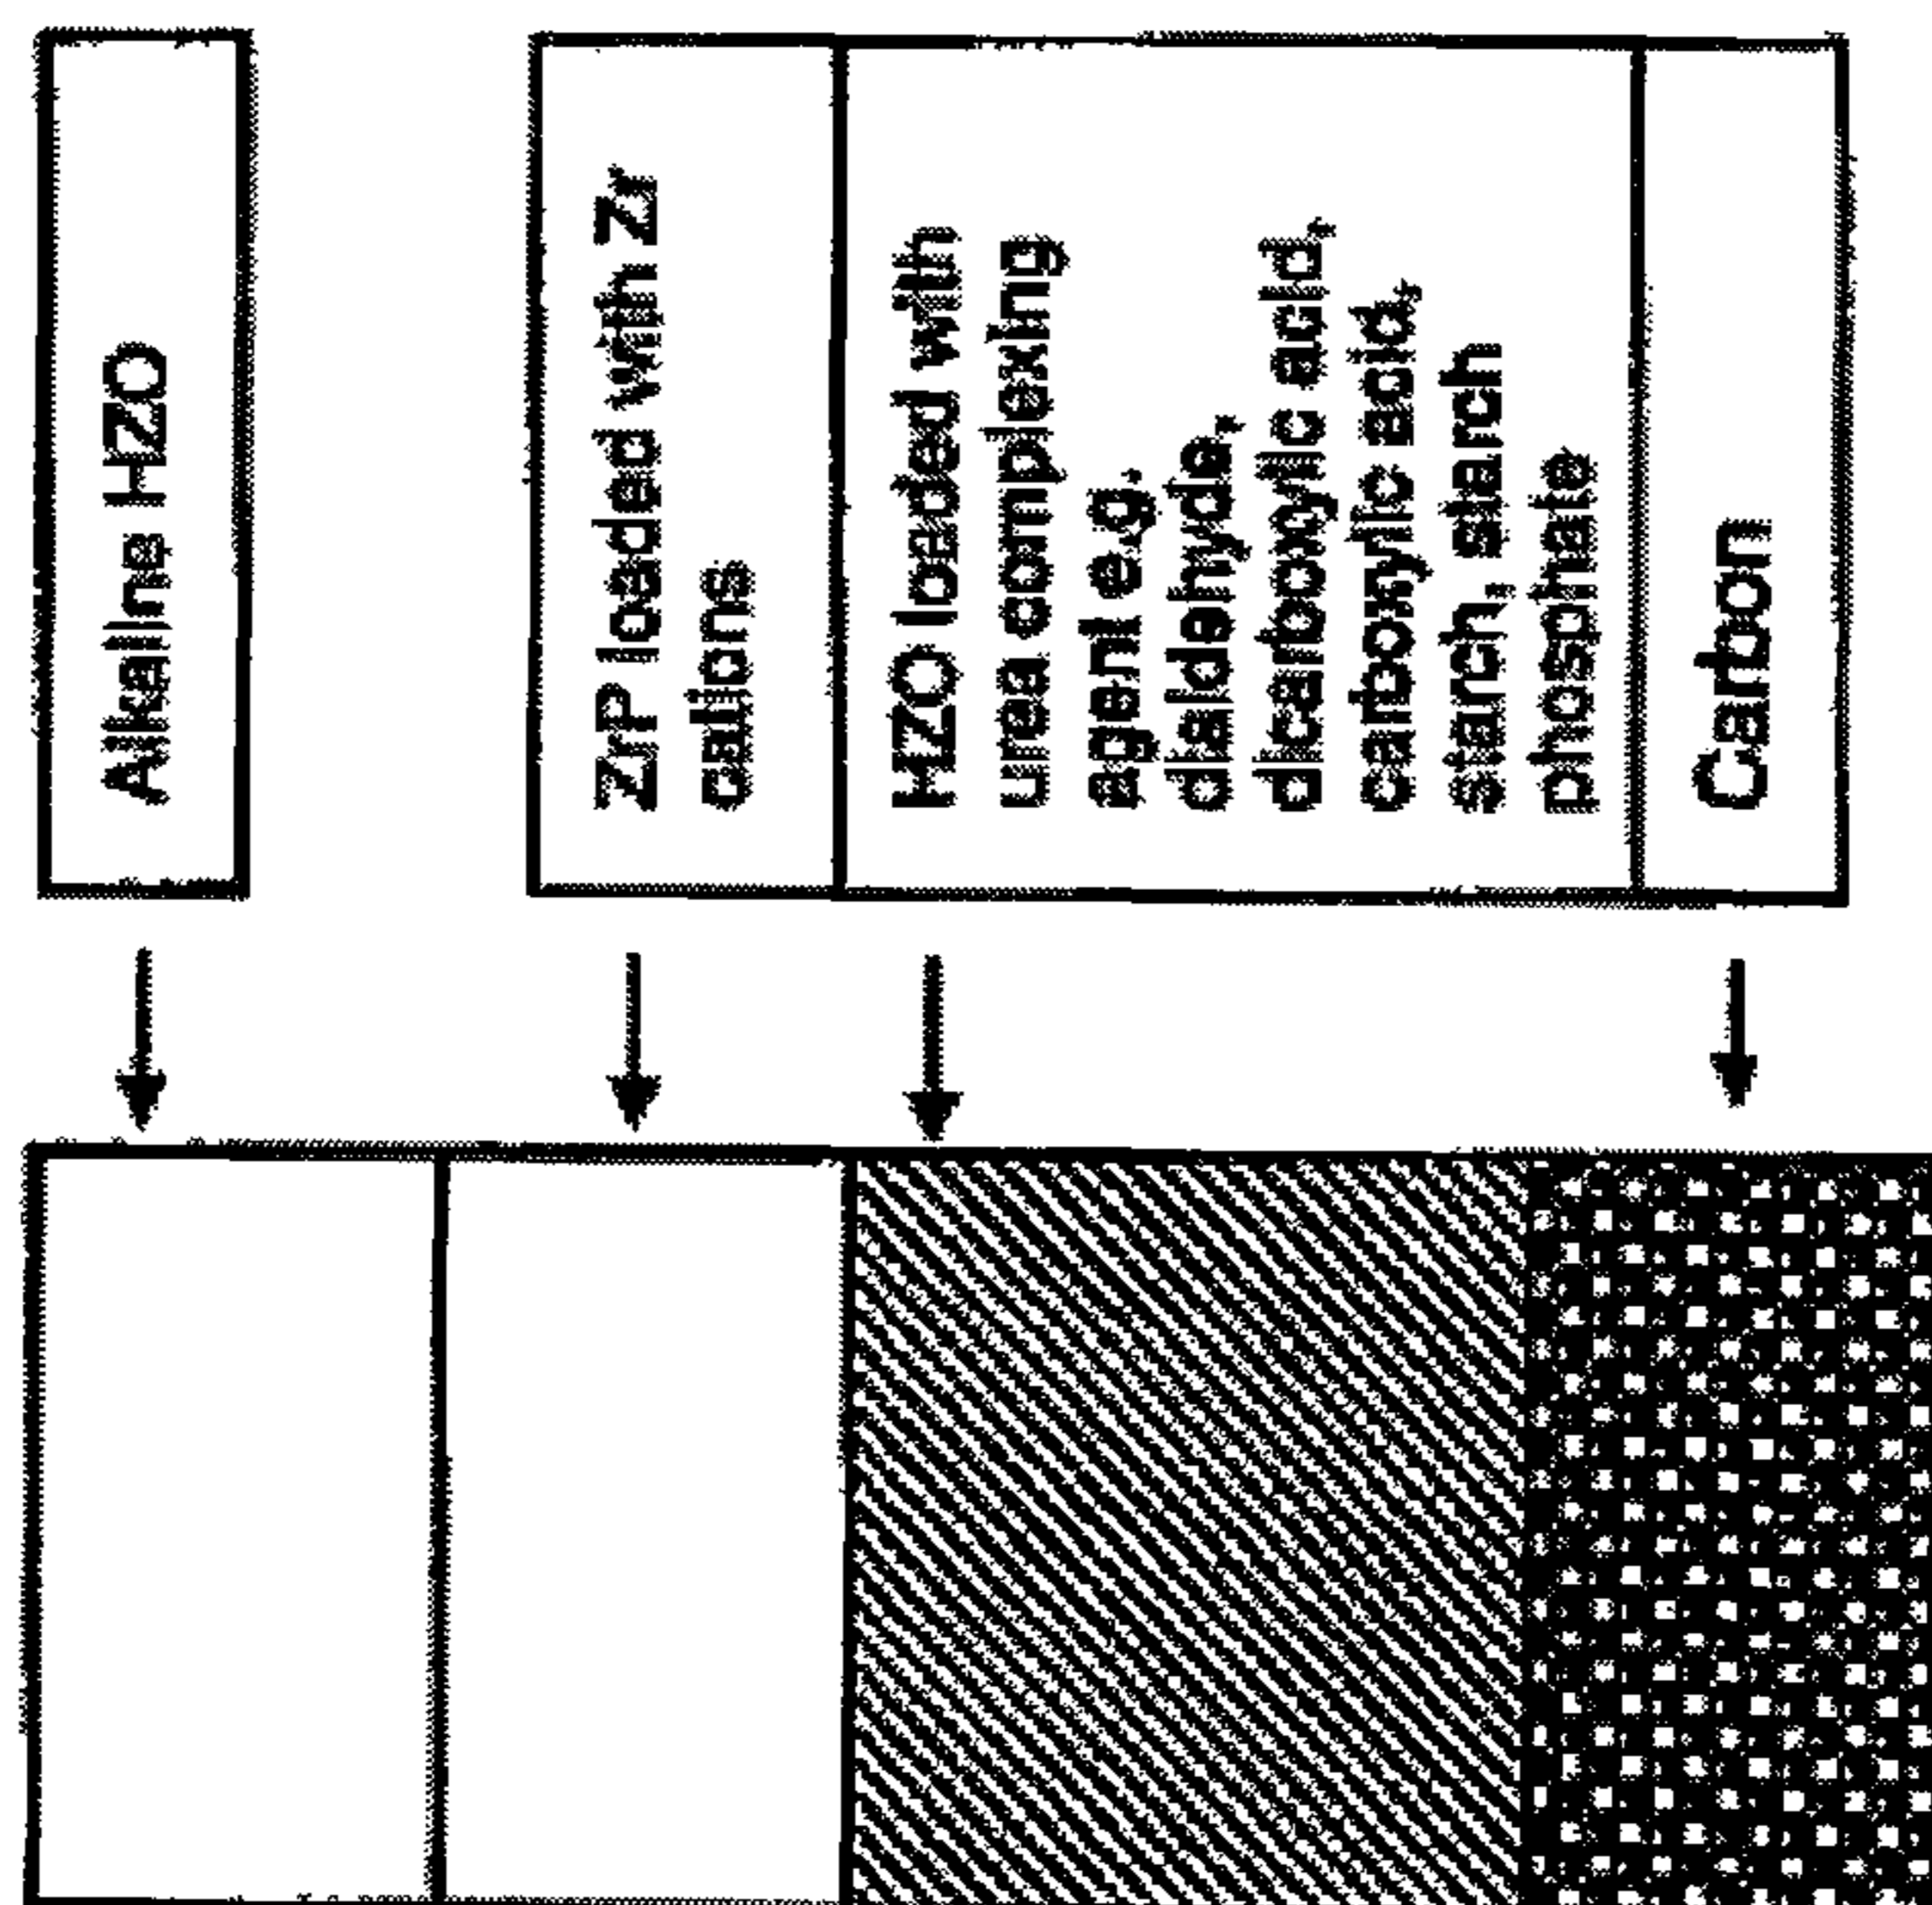 Alkaline HZO
ZrP loaded with Zr
cations
HZO loaded with
urea complexing
agent e.g.
dialdehyde,
dicarboxylic acid,
carboxylic acid,
starch, starch
phosphate
Carbon